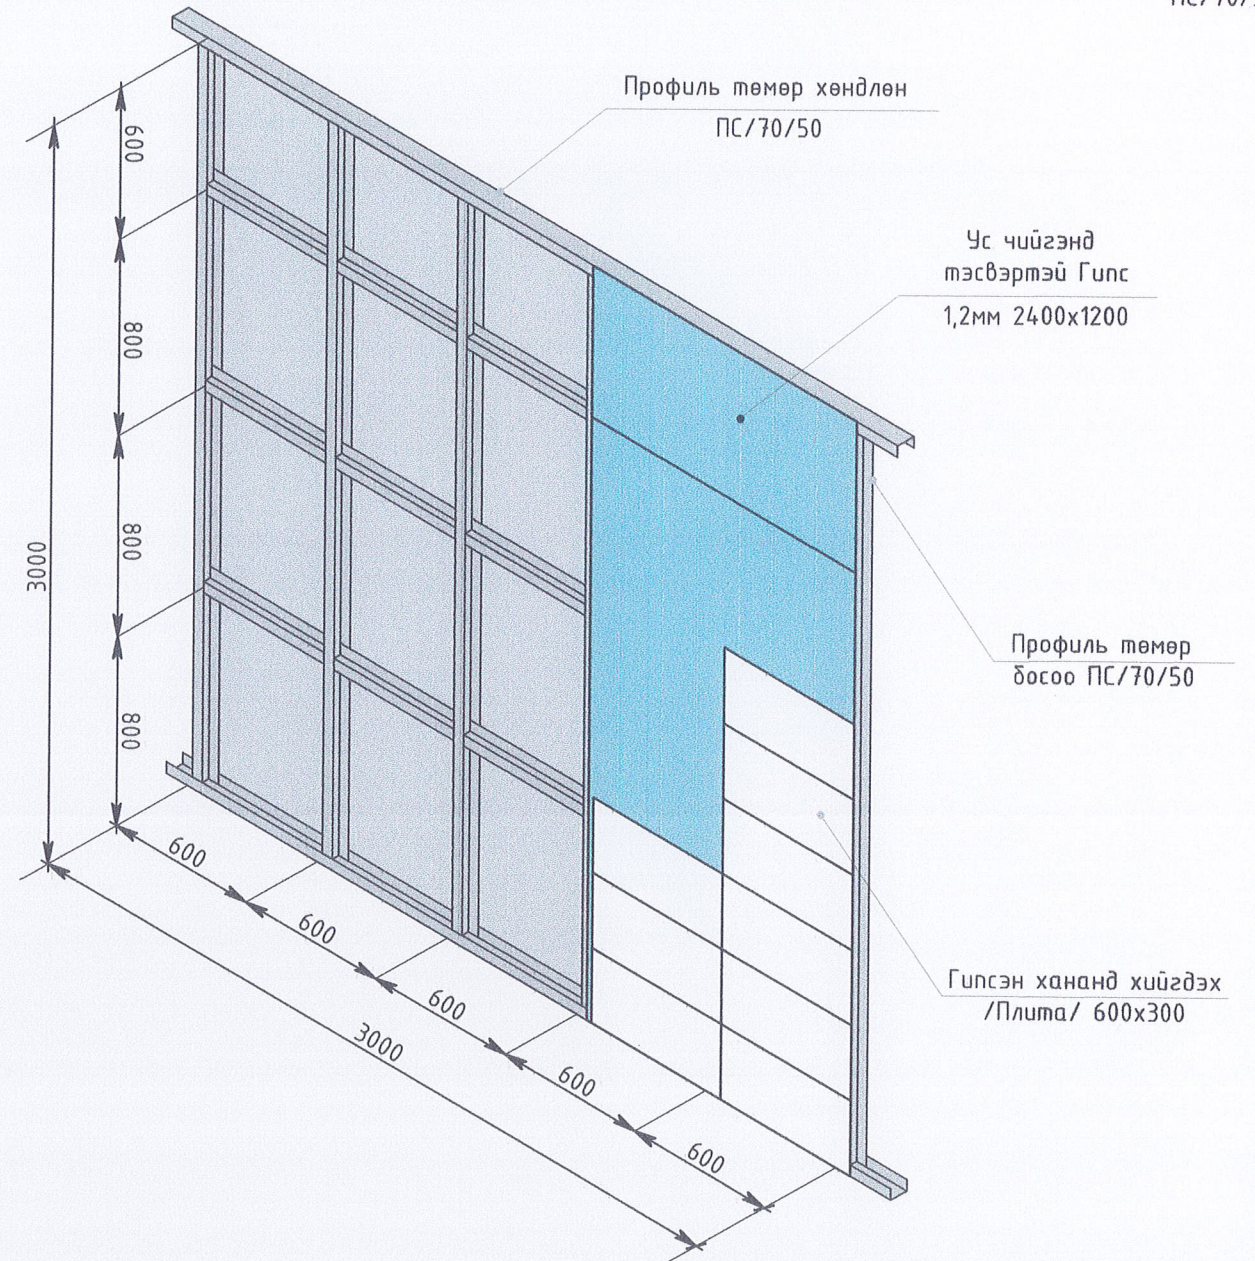 Профиль төмөр хөндлөн
ПС/70/50
Ус чийгэнд
тэсвэртэй Гипс
1,2мм 2400х1200
Профиль төмөр
босоо ПС/70/50
Гипсэн хананд хийгдэх
/Плита/ 600х300
600
800
800
800
3000
600
600
600
600
600
3000